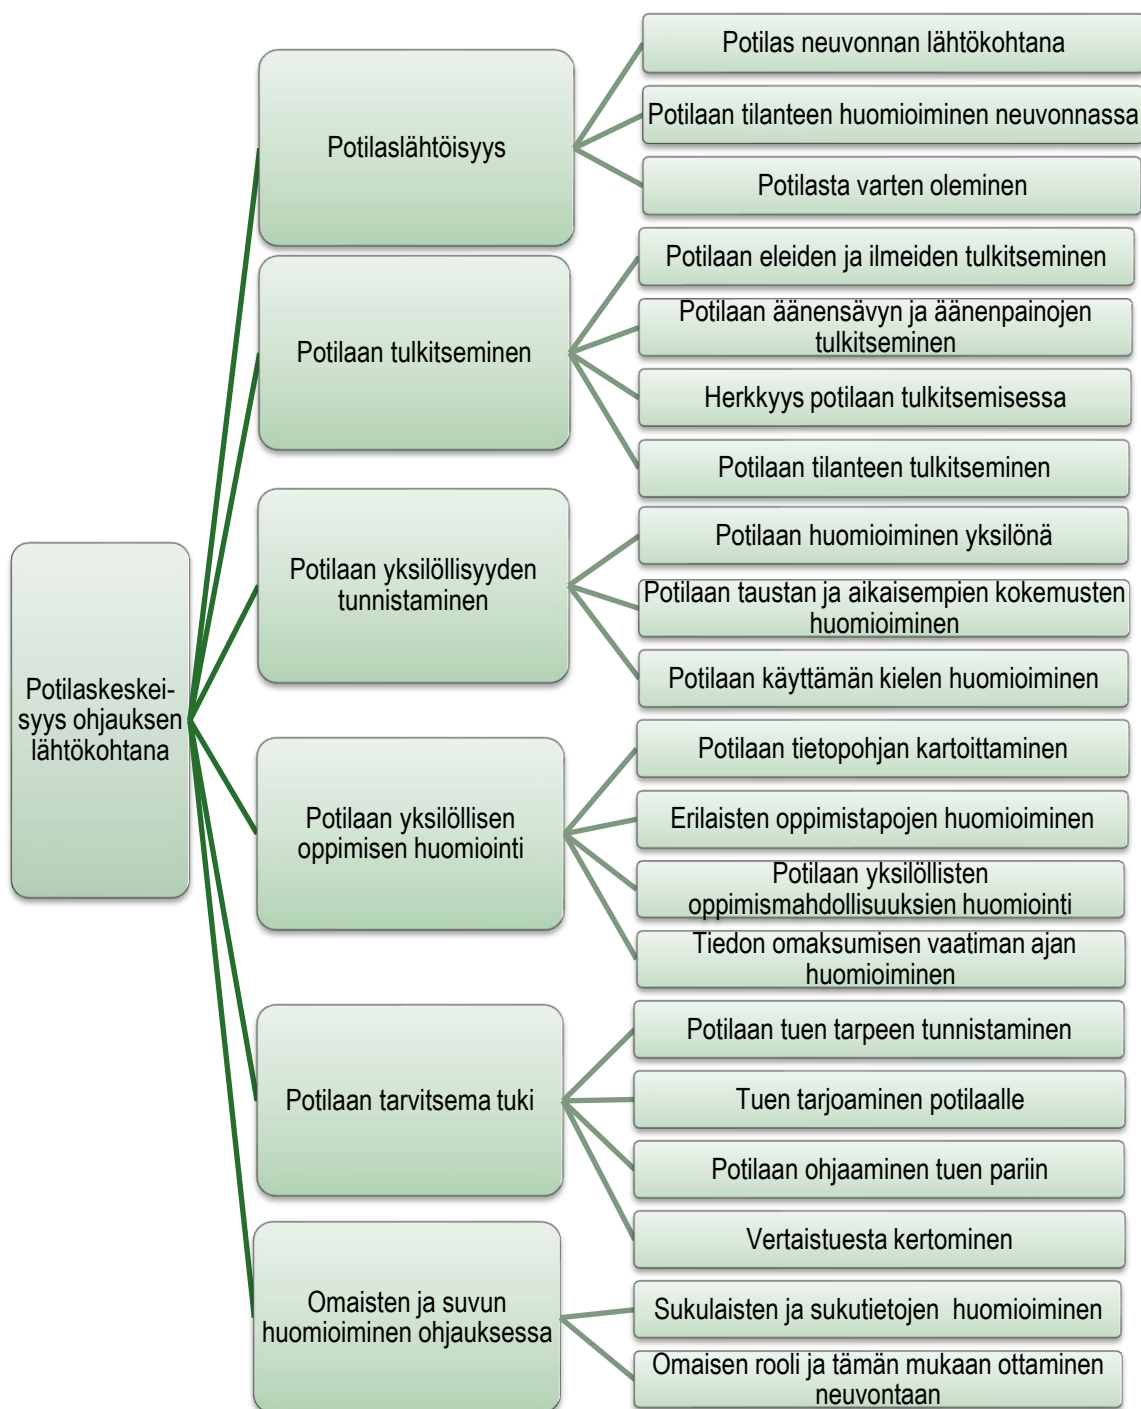 Potilaskeskei-
syys ohjauksen
lähtökohtana
Potilaslähtöisyys
Potilas neuvonnan lähtökohtana
Potilaan tilanteen huomioiminen neuvonnassa
Potilasta varten oleminen
Potilaan tulkitseminen
Potilaan eleiden ja ilmeiden tulkitseminen
Potilaan äänensävyn ja äänenpainojen
tulkitseminen
Herkkyys potilaan tulkitsemisessa
Potilaan tilanteen tulkitseminen
Potilaan yksilöllisyyden
tunnistaminen
Potilaan huomioiminen yksilönä
Potilaan taustan ja aikaisempien kokemusten
huomioiminen
Potilaan käyttämän kielen huomioiminen
Potilaan yksilöllisen
oppimisen huomiointi
Potilaan tietopohjan kartoittaminen
Erilaisten oppimistapojen huomioiminen
Potilaan yksilöllisten
oppimismahdollisuuksien huomiointi
Tiedon omaksumisen vaatiman ajan
huomioiminen
Potilaan tarvitsema tuki
Potilaan tuen tarpeen tunnistaminen
Tuen tarjoaminen potilaalle
Potilaan ohjaaminen tuen pariin
Vertaistuesta kertominen
Omaisten ja suvun
huomioiminen ohjauksessa
Sukulaisten ja sukutietojen huomioiminen
Omaisen rooli ja tämän mukaan ottaminen
neuvontaan